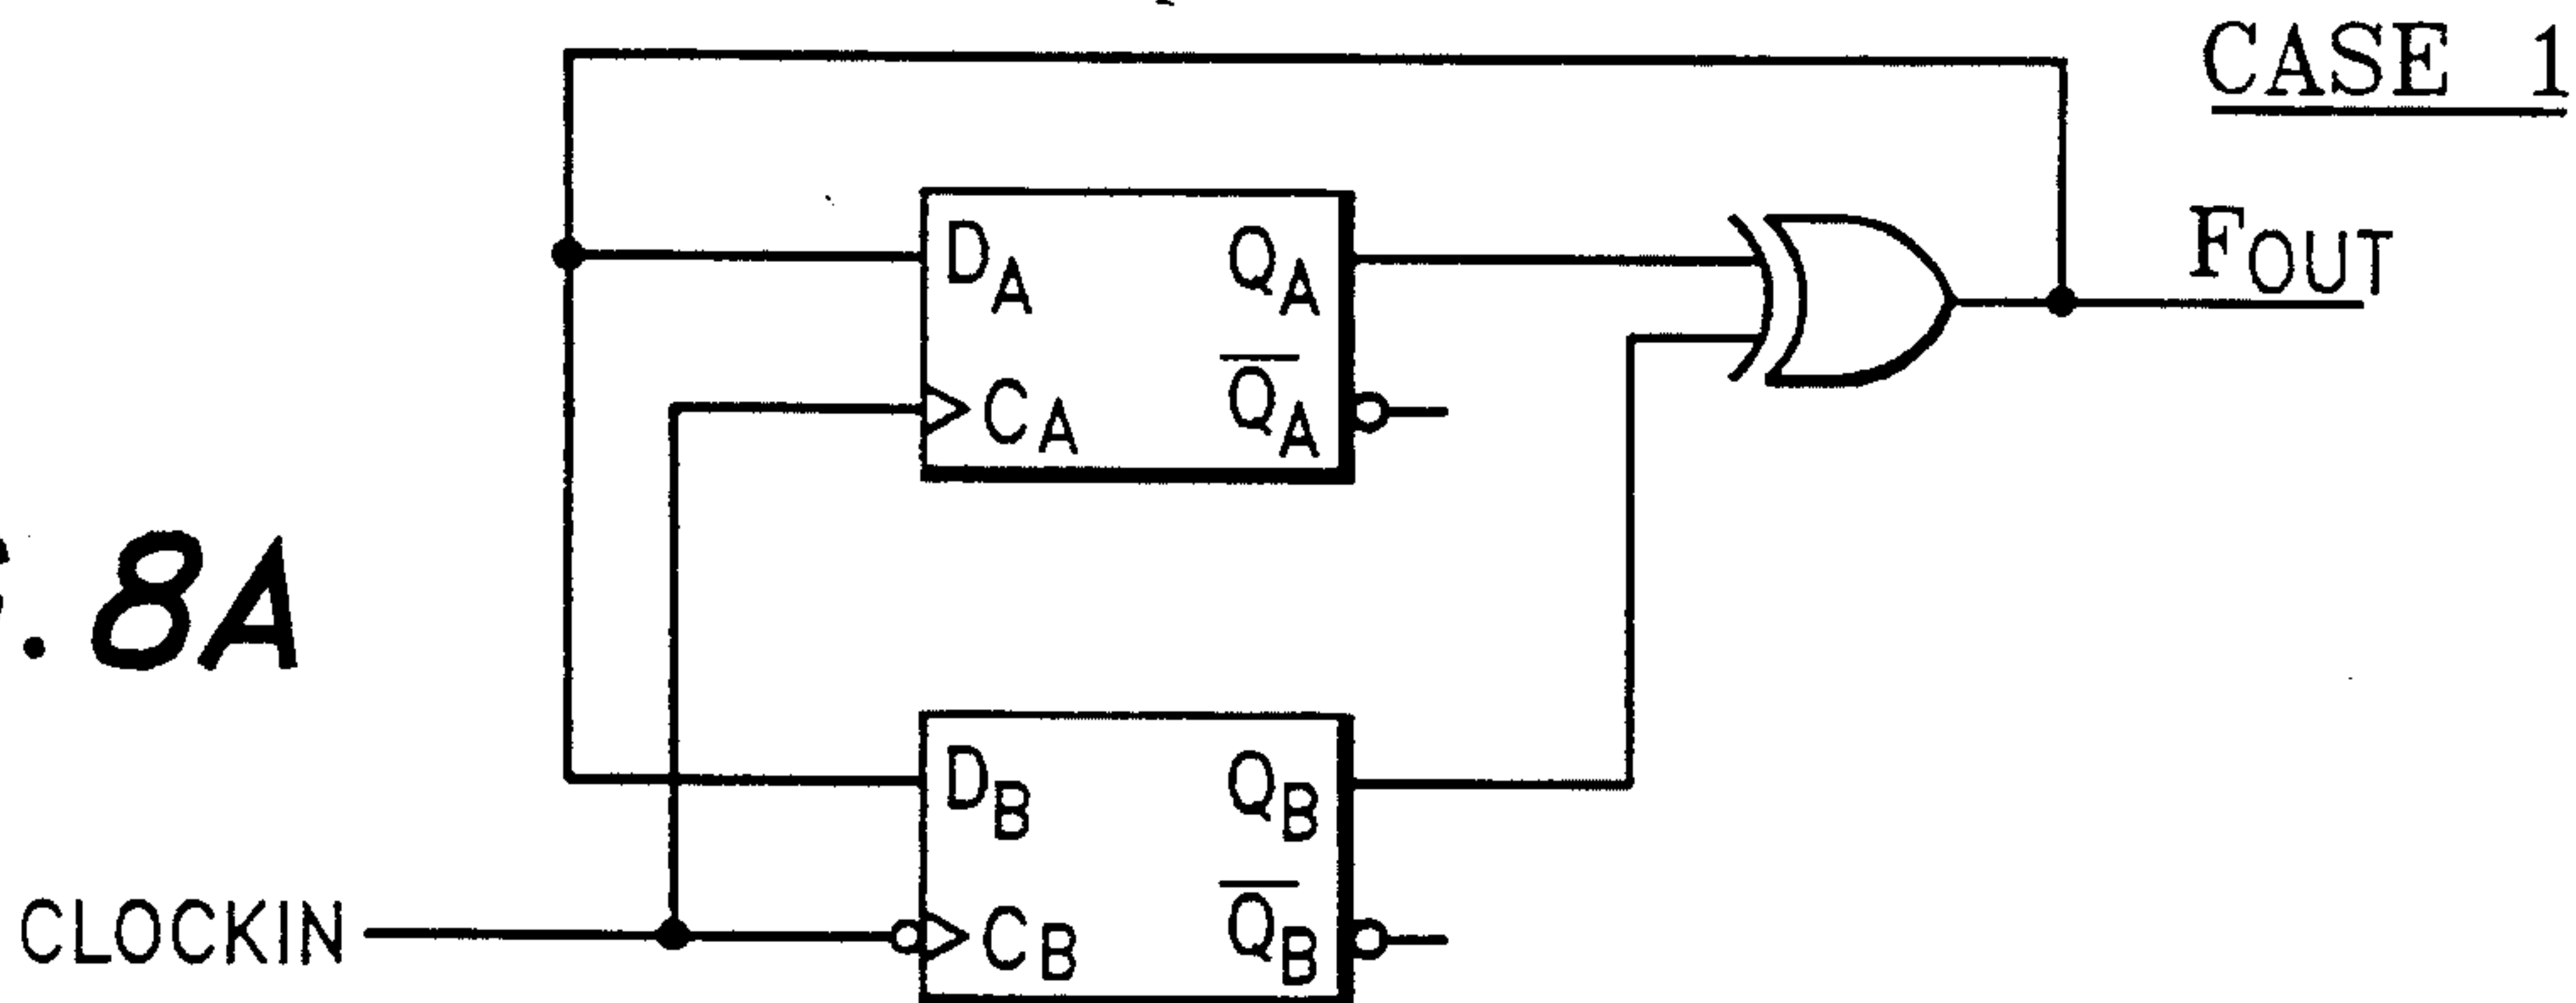 CASE 1
F_OUT
D_A
Q_A
C_A
Q̅_A
.8A
D_B
Q_B
CLOCKIN
C_B
Q̅_B